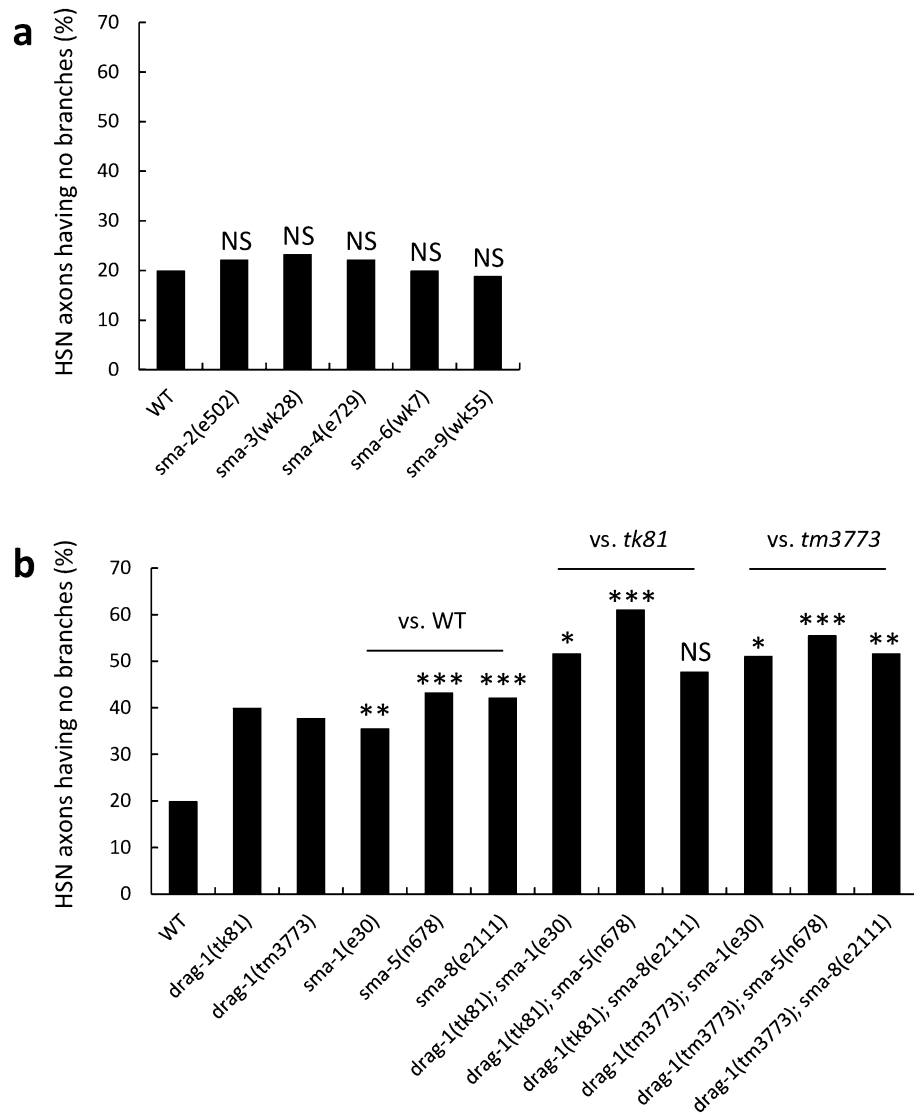 a
HSN axons having no branches (%)
70
60
50
40
30
20
10
0
NS
NS
NS
NS
NS
WT
sma-2(e502)
sma-3(wk28)
sma-4(e729)
sma-6(wk7)
sma-9(wk55)
b
HSN axons having no branches (%)
70
60
50
40
30
20
10
0
vs. WT
vs. tk81
vs. tm3773
**
***
***
*
***
NS
*
***
**
WT
drag-1(tk81)
drag-1(tm3773)
sma-1(e30)
sma-5(n678)
sma-8(e2111)
drag-1(tk81); sma-1(e30)
drag-1(tk81); sma-5(n678)
drag-1(tk81); sma-8(e2111)
drag-1(tm3773); sma-1(e30)
drag-1(tm3773); sma-5(n678)
drag-1(tm3773); sma-8(e2111)